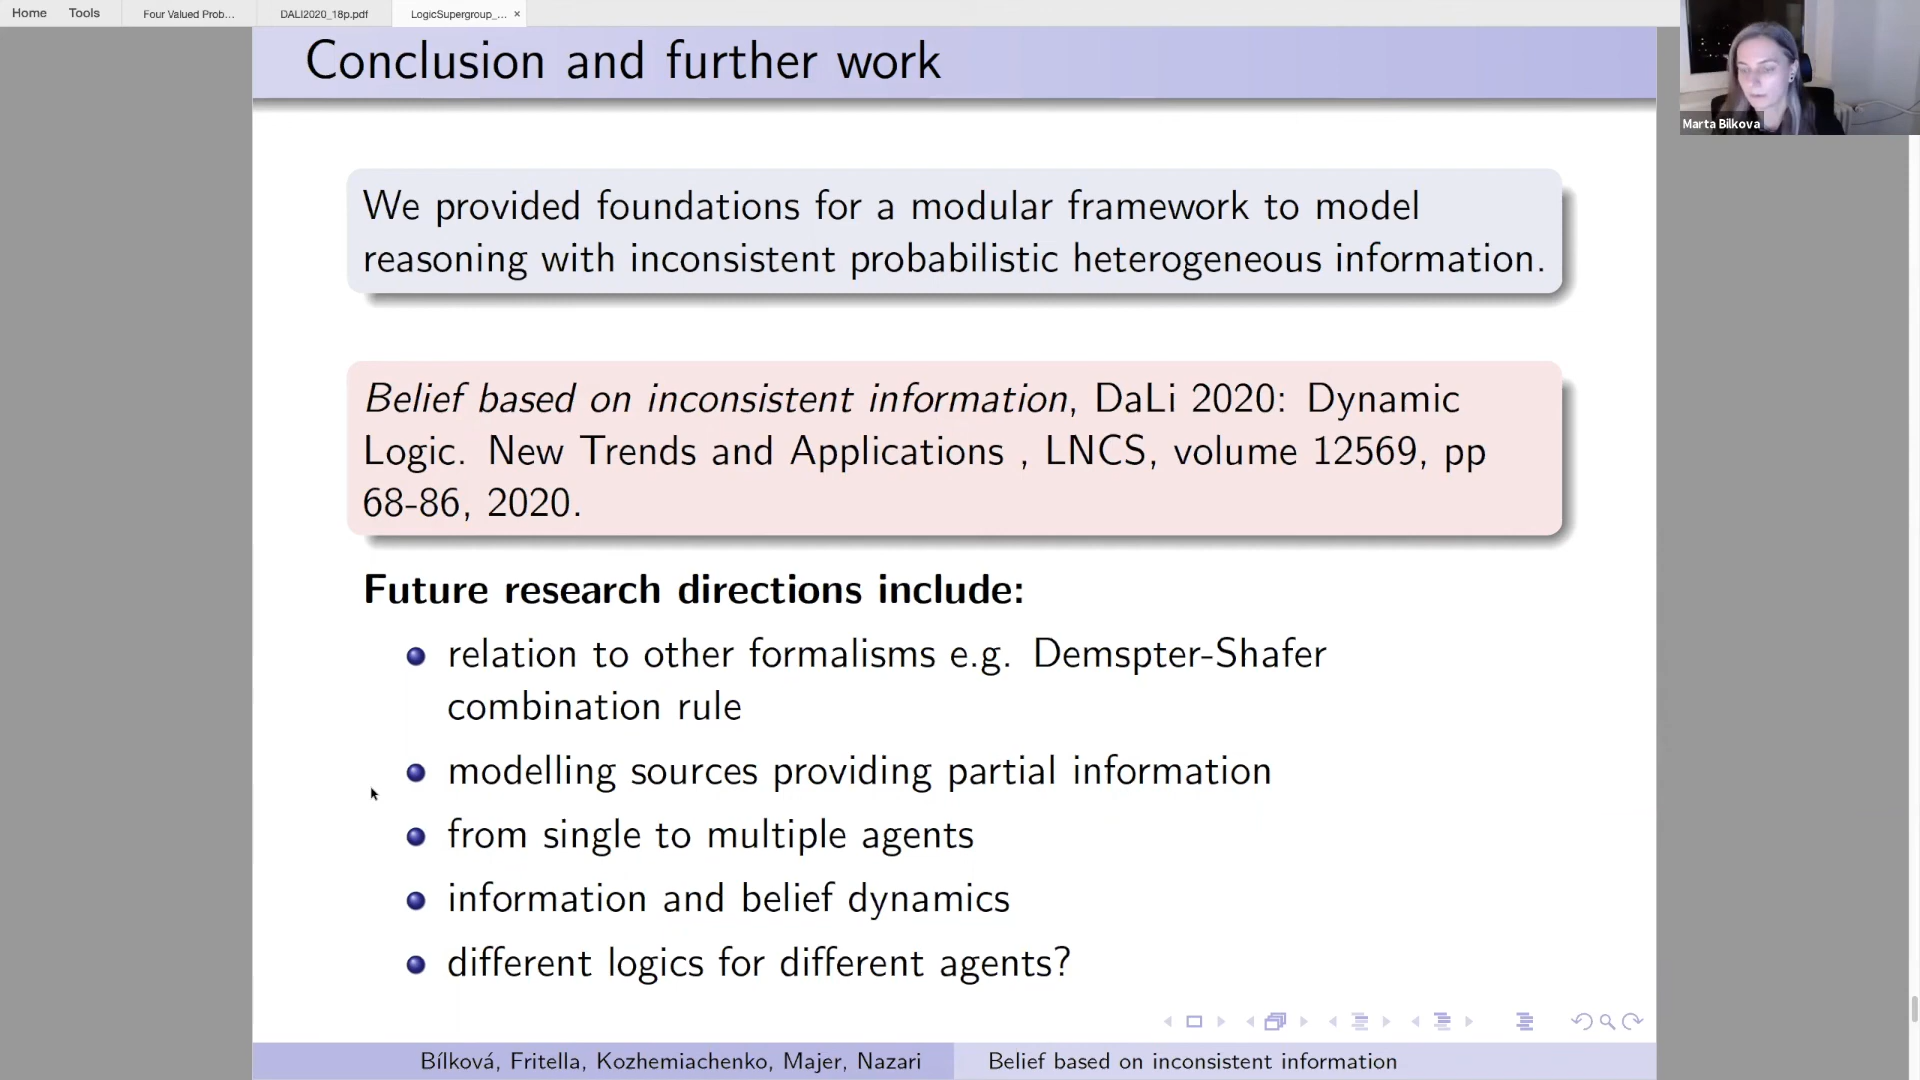 Home Tools Four Valued Prob... DALI2020_18p.pdf LogicSupergroup_... ×
Conclusion and further work
Marta Bilkova
We provided foundations for a modular framework to model
reasoning with inconsistent probabilistic heterogeneous information.
Belief based on inconsistent information, DaLi 2020: Dynamic
Logic. New Trends and Applications , LNCS, volume 12569, pp
68-86, 2020.
Future research directions include:
relation to other formalisms e.g. Demspter-Shafer
combination rule
modelling sources providing partial information
from single to multiple agents
information and belief dynamics
different logics for different agents?
Bílková, Fritella, Kozhemiachenko, Majer, Nazari Belief based on inconsistent information